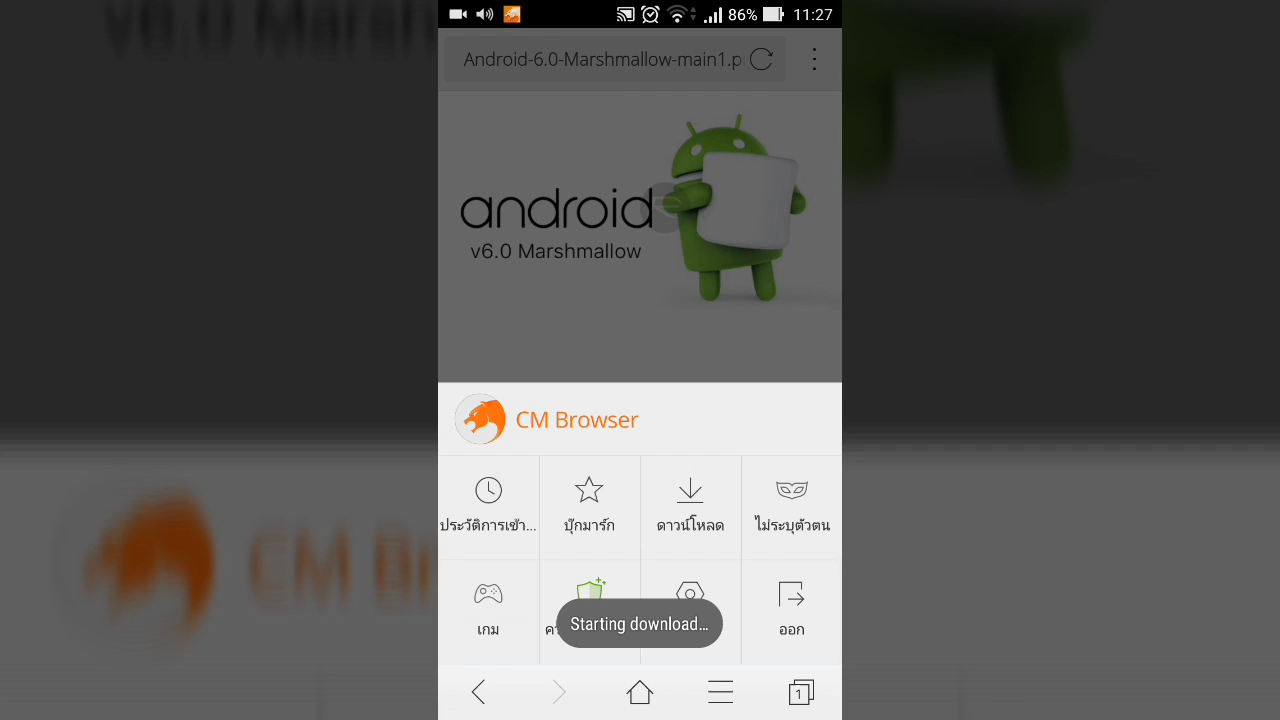 86% 11:27
Android-6.0-Marshmallow-main1.p
android
v6.0 Marshmallow
CM Browser
ประวัติการเข้า...
บุ๊กมาร์ก
ดาวน์โหลด
ไม่ระบุตัวตน
เกม
Starting download...
ออก
1